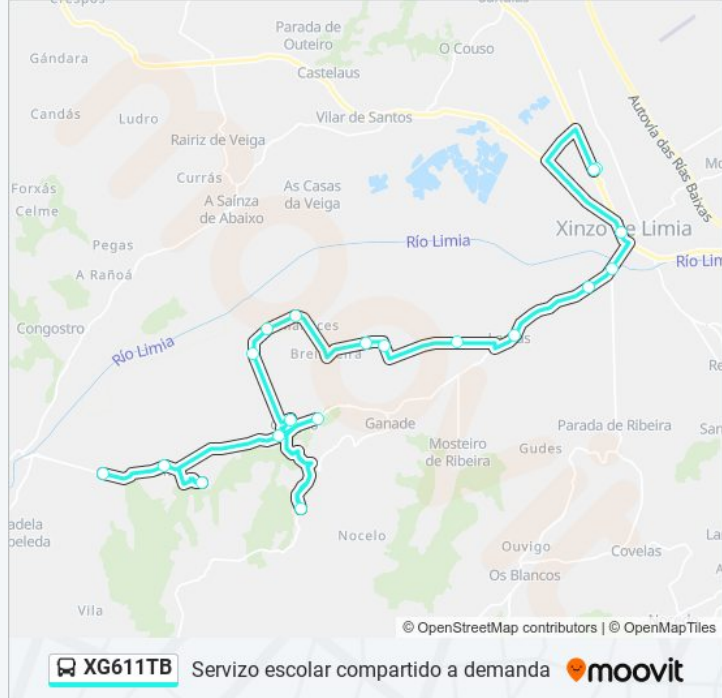 Parada de
Outeiro
O Couso
Gándara
Castelaus
Candás
Ludro
Vilar de Santos
Rairiz de Veiga
Autovía das Rías Baixas
Currás
As Casas
da Veiga
Forxás
Celme
A Saínza
de Abaixo
Xinzo de Limia
Pegas
Río Limia
Río Lim
A Rañoá
Congostro
Río Limia
Ganade
Parada de Ribeira
Mosteiro
de Ribeira
Gudes
Nocelo
Ouvigo
Covelas
Os Blancos
Vila
moovit
© OpenStreetMap contributors | © OpenMapTiles
XG611TB Servizo escolar compartido a demanda moovit